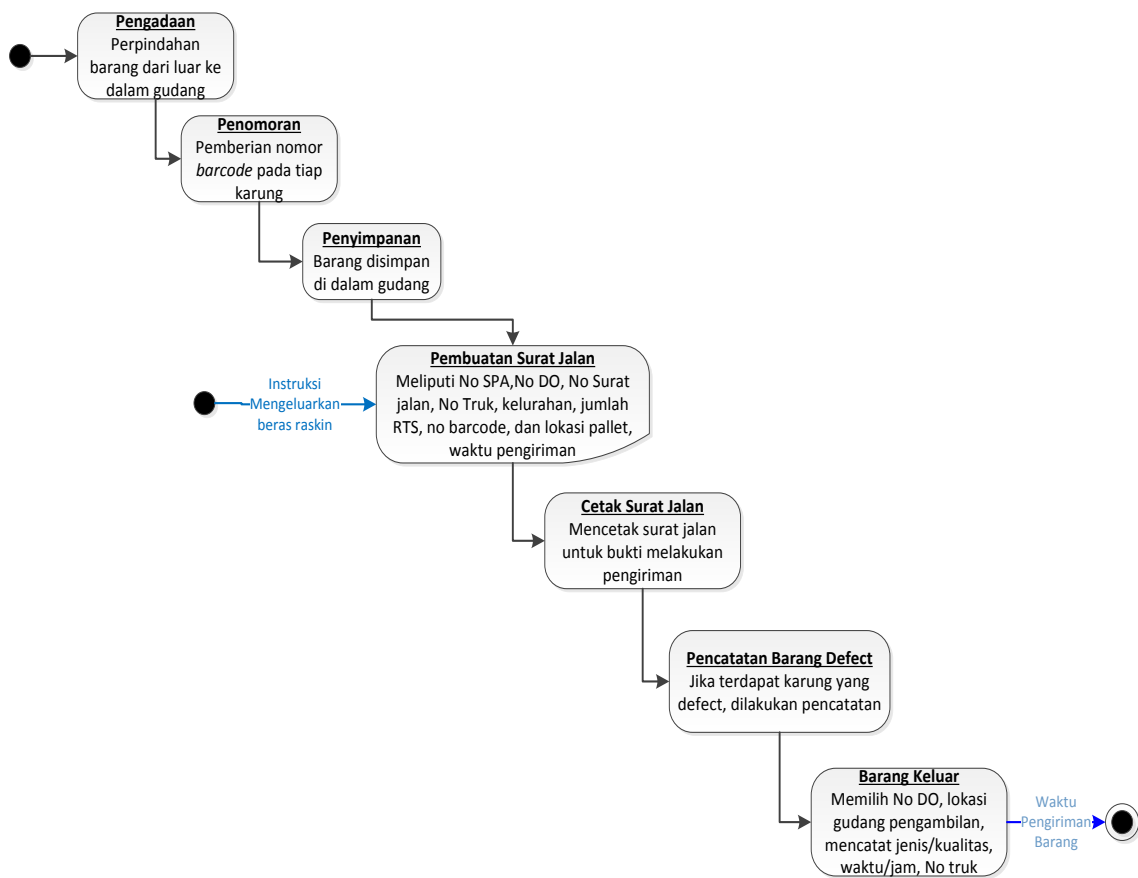 Pengadaan
Perpindahan
barang dari luar ke
dalam gudang
Penomoran
Pemberian nomor
barcode pada tiap
karung
Penyimpanan
Barang disimpan
di dalam gudang
Instruksi
Mengeluarkan
beras raskin
Pembuatan Surat Jalan
Meliputi No SPA,No DO, No Surat
jalan, No Truk, kelurahan, jumlah
RTS, no barcode, dan lokasi pallet,
waktu pengiriman
Cetak Surat Jalan
Mencetak surat jalan
untuk bukti melakukan
pengiriman
Pencatatan Barang Defect
Jika terdapat karung yang
defect, dilakukan pencatatan
Barang Keluar
Memilih No DO, lokasi
gudang pengambilan,
mencatat jenis/kualitas,
waktu/jam, No truk
Waktu
Pengiriman
Barang